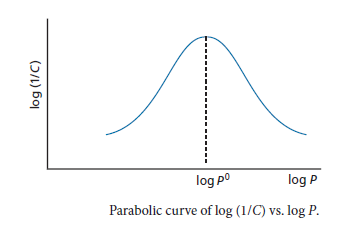 log (1/C)
log P⁰
log P
Parabolic curve of log (1/C) vs. log P.